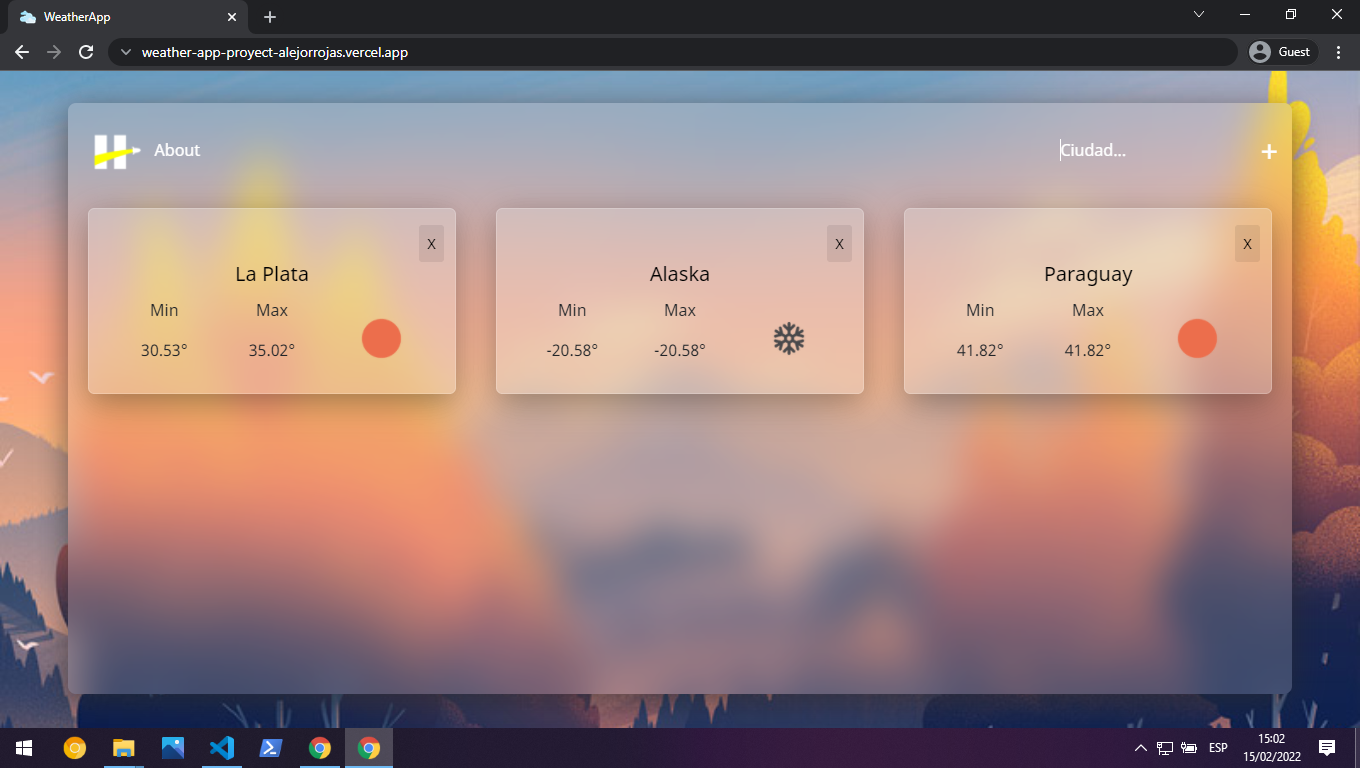 WeatherApp
weather-app-proyect-alejorrojas.vercel.app
Guest
H
About
Ciudad...
+
X
La Plata
Min Max
30.53° 35.02°
X
Alaska
Min Max
-20.58° -20.58°
X
Paraguay
Min Max
41.82° 41.82°
ESP
15:02
15/02/2022